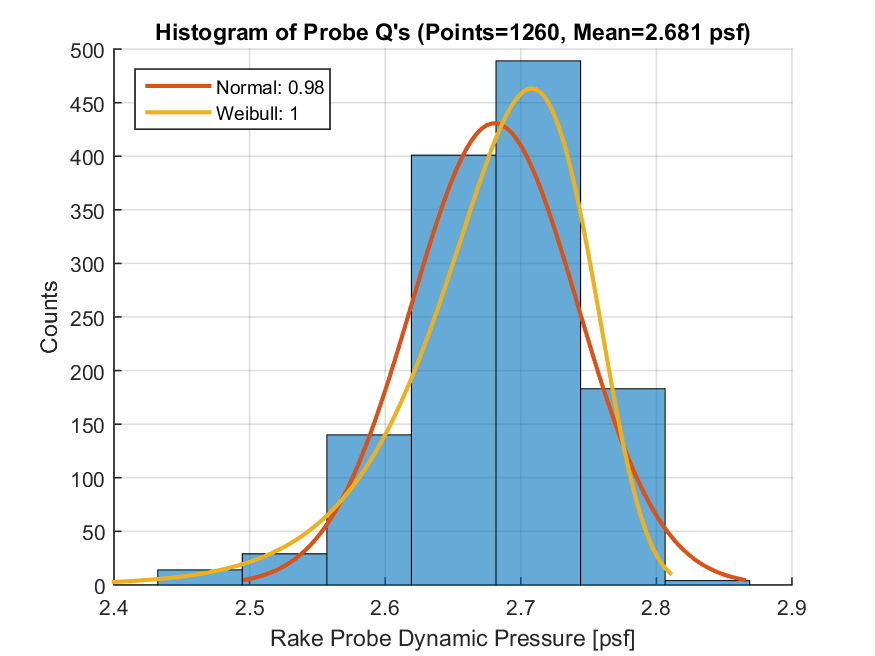 Histogram of Probe Q's (Points=1260, Mean=2.681 psf)
Normal: 0.98
Weibull: 1
500
450
400
350
300
250
200
150
100
50
0
Counts
2.4 2.5 2.6 2.7 2.8 2.9
Rake Probe Dynamic Pressure [psf]